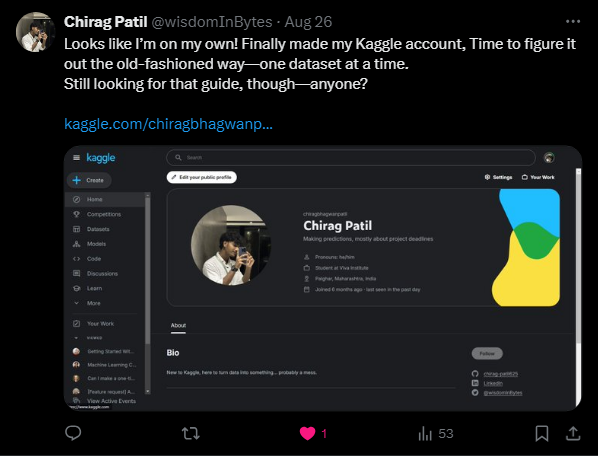 Chirag Patil @wisdomInBytes · Aug 26
Looks like I'm on my own! Finally made my Kaggle account, Time to figure it
out the old-fashioned way—one dataset at a time.
Still looking for that guide, though—anyone?
kaggle.com/chiragbhagwanp...
kaggle
Search
Create
Edit your public profile
Settings
Your Work
Home
Competitions
Datasets
Models
Code
Discussions
Learn
More
Your Work
VIEWED
Getting Started Wit...
Machine Learning C...
Can I make a one-ti...
[Feature request] A...
View Active Events
chiragbhagwanpatil
Chirag Patil
Making predictions, mostly about project deadlines
Pronouns: he/him
Student at Viva Institute
Palghar, Maharashtra, India
Joined 6 months ago · last seen in the past day
About
Bio
New to Kaggle, here to turn data into something... probably a mess.
Follow
LinkedIn
@wisdomInBytes
1
53